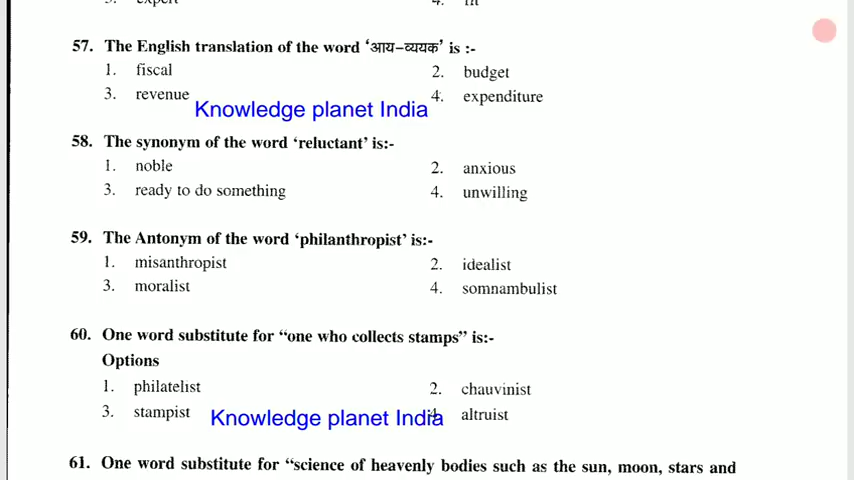 57. The English translation of the word ‘आय-व्ययक’ is :-
1. fiscal 2. budget
3. revenue 4. expenditure
Knowledge planet India
58. The synonym of the word ‘reluctant’ is:-
1. noble 2. anxious
3. ready to do something 4. unwilling
59. The Antonym of the word ‘philanthropist’ is:-
1. misanthropist 2. idealist
3. moralist 4. somnambulist
60. One word substitute for “one who collects stamps” is:-
Options
1. philatelist 2. chauvinist
3. stampist altruist
Knowledge planet India
61. One word substitute for “science of heavenly bodies such as the sun, moon, stars and